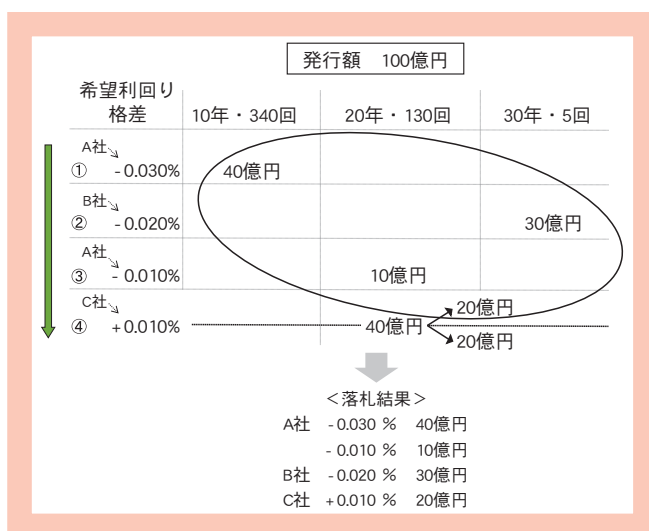 発行額　100億円
希望利回り
格差
10年・340回　20年・130回　30年・5回
A社
① -0.030%　40億円
B社
② -0.020%　30億円
A社
③ - 0.010%　10億円
C社　20億円
④ +0.010%　40億円
20億円
＜落札結果＞
A社　-0.030 %　40億円
- 0.010 %　10億円
B社　-0.020 %　30億円
C社　+0.010 %　20億円